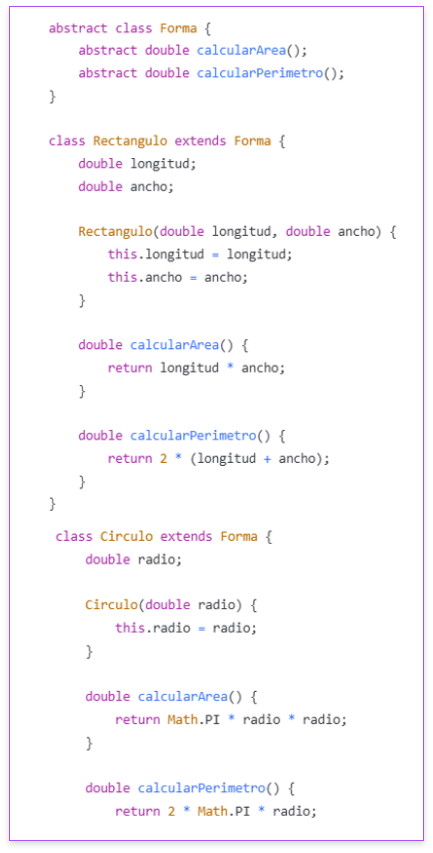 abstract class Forma {
    abstract double calcularArea();
    abstract double calcularPerimetro();
}

class Rectangulo extends Forma {
    double longitud;
    double ancho;

    Rectangulo(double longitud, double ancho) {
        this.longitud = longitud;
        this.ancho = ancho;
    }

    double calcularArea() {
        return longitud * ancho;
    }

    double calcularPerimetro() {
        return 2 * (longitud + ancho);
    }
}
class Circulo extends Forma {
    double radio;

    Circulo(double radio) {
        this.radio = radio;
    }

    double calcularArea() {
        return Math.PI * radio * radio;
    }

    double calcularPerimetro() {
        return 2 * Math.PI * radio;